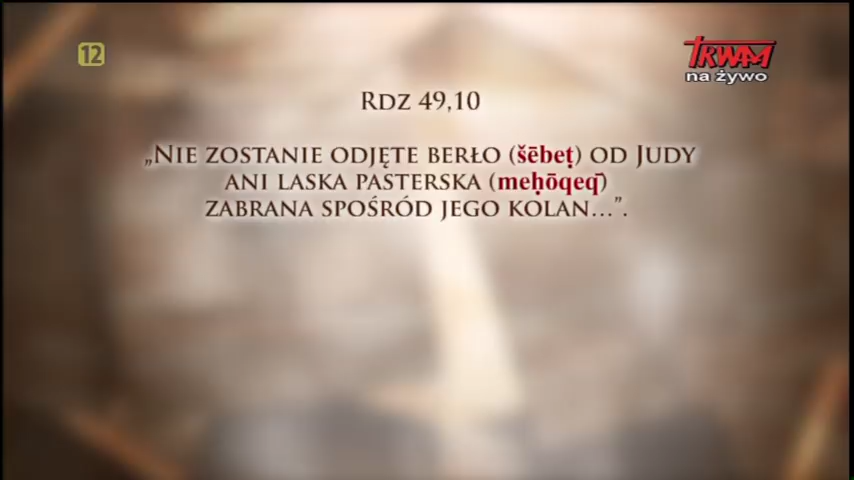 12
TRWAM
na żywo
Rdz 49,10
„Nie zostanie odjęte berło (šēbeṭ) od Judy
ani laska pasterska (meḥōqeq̄)
zabrana spośród jego kolan…”.